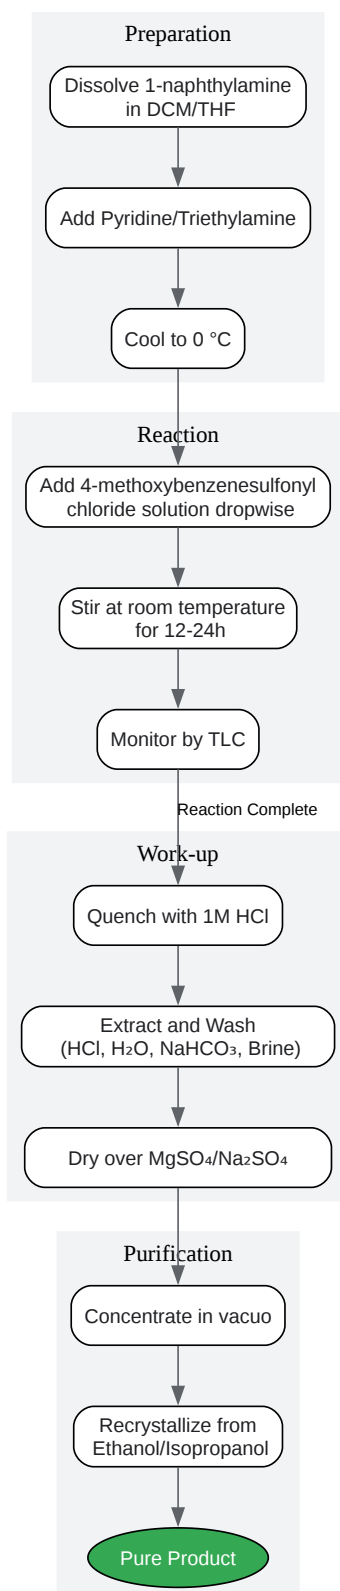 Preparation
Dissolve 1-naphthylamine
in DCM/THF
Add Pyridine/Triethylamine
Cool to 0 °C
Reaction
Add 4-methoxybenzenesulfonyl
chloride solution dropwise
Stir at room temperature
for 12-24h
Monitor by TLC
Reaction Complete
Work-up
Quench with 1M HCl
Extract and Wash
(HCl, H₂O, NaHCO₃, Brine)
Dry over MgSO₄/Na₂SO₄
Purification
Concentrate in vacuo
Recrystallize from
Ethanol/Isopropanol
Pure Product